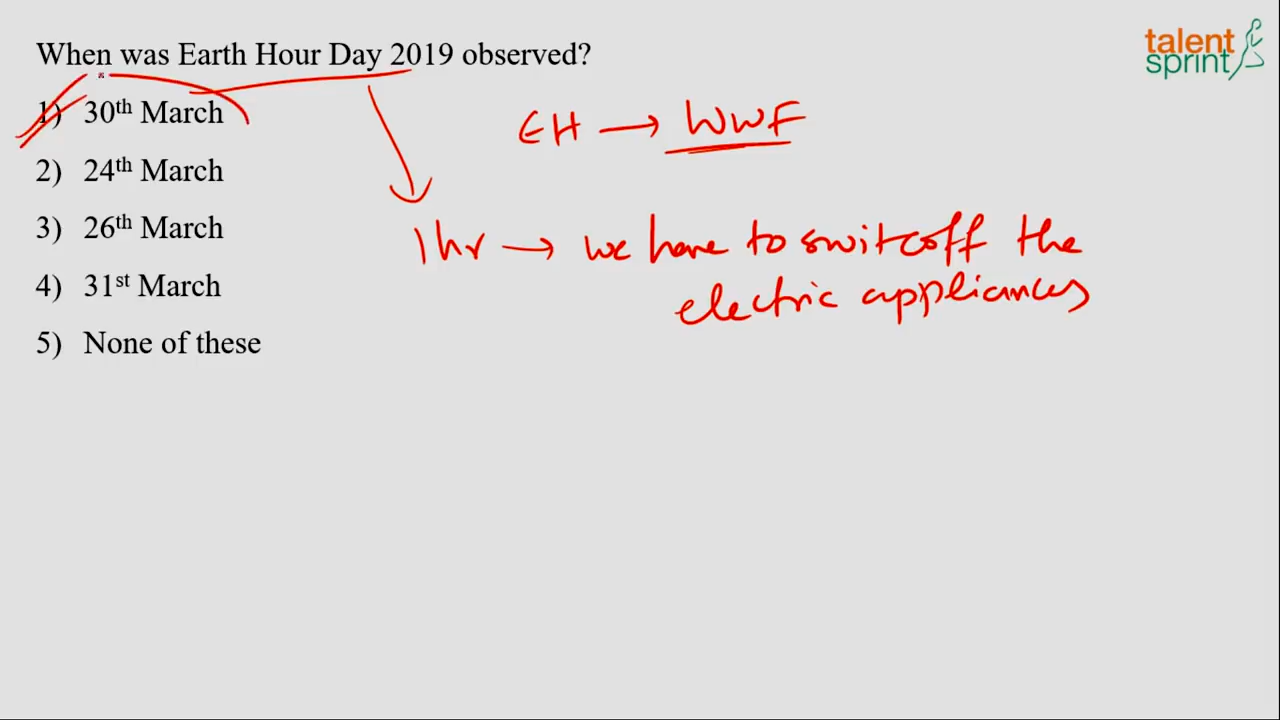 When was Earth Hour Day 2019 observed?
talent
sprint
1) 30th March
EH → WWF
2) 24th March
3) 26th March
1hr → we have to switcoff the
4) 31st March
electric appliances
5) None of these